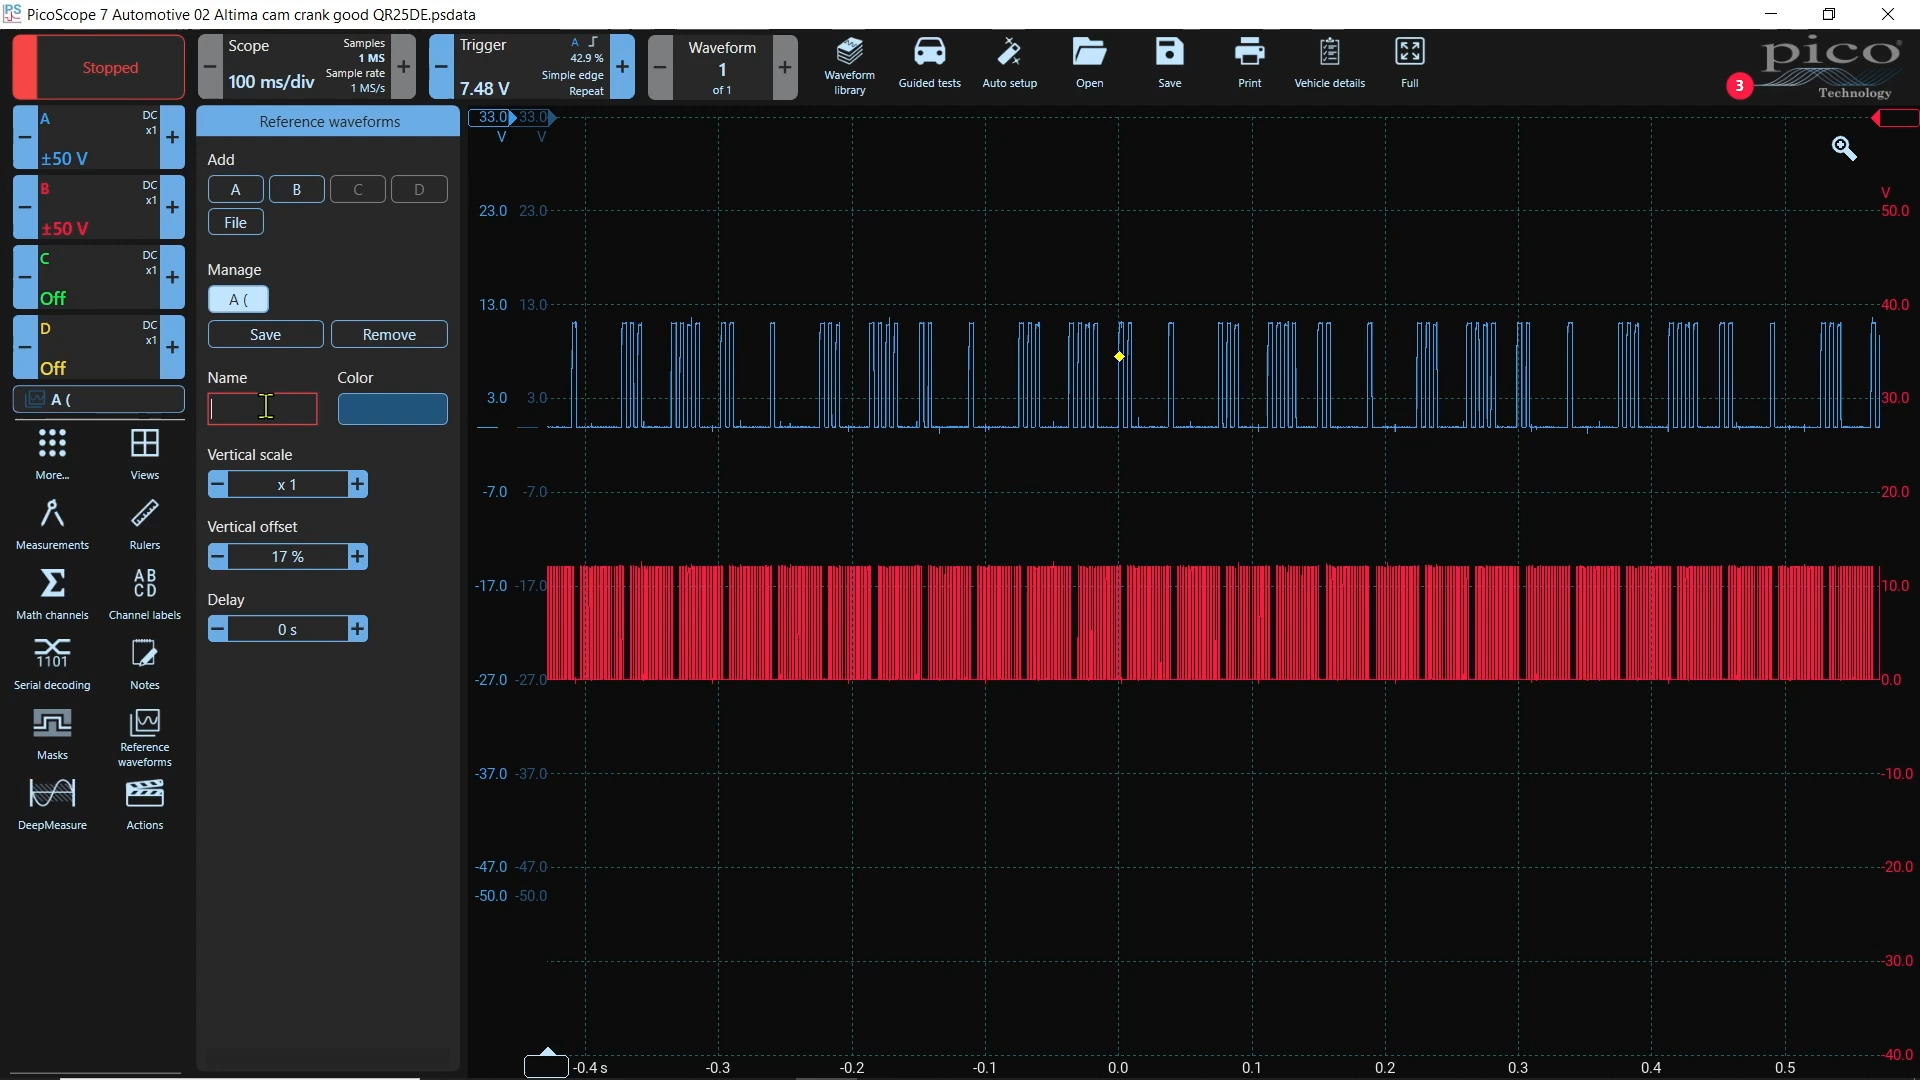 PicoScope 7 Automotive 02 Altima cam crank good QR25DE.psdata
Stopped
Scope
100 ms/div
Samples
1 MS
Sample rate
1 MS/s
Trigger
7.48 V
A
42.9 %
Simple edge
Repeat
Waveform
1
of 1
Waveform
library
Guided tests
Auto setup
Open
Save
Print
Vehicle details
Full
3
pico
Technology
A
DC
x1
±50 V
B
DC
x1
±50 V
C
DC
x1
Off
D
DC
x1
Off
A (
More...
Views
Measurements
Rulers
Math channels
AB
CD
Channel labels
1101
Serial decoding
Notes
Masks
Reference
waveforms
DeepMeasure
Actions
Reference waveforms
Add
A B C D
File
Manage
A (
Save Remove
Name Color
Vertical scale
x 1
Vertical offset
17 %
Delay
0 s
33.0 33.0
V V
23.0 23.0
13.0 13.0
3.0 3.0
-7.0 -7.0
-17.0 -17.0
-27.0 -27.0
-37.0 -37.0
-47.0 -47.0
-50.0 -50.0
V
50.0
40.0
30.0
20.0
10.0
0.0
-10.0
-20.0
-30.0
-40.0
-0.4 s -0.3 -0.2 -0.1 0.0 0.1 0.2 0.3 0.4 0.5